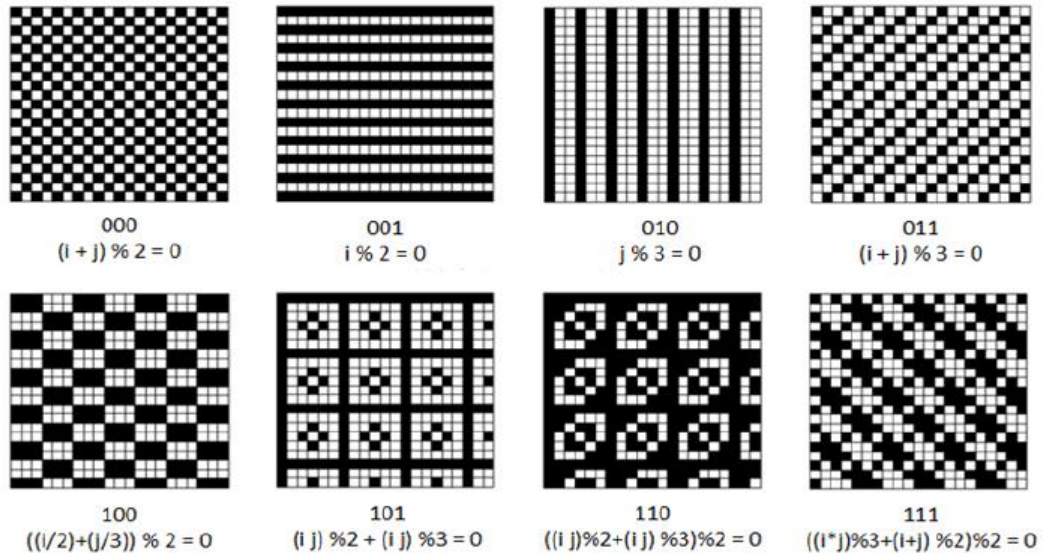 000
(i + j) % 2 = 0
001
i % 2 = 0
010
j % 3 = 0
011
(i + j) % 3 = 0
100
((i/2)+(j/3)) % 2 = 0
101
(i j) %2 + (i j) %3 = 0
110
((i j)%2+(i j) %3)%2 = 0
111
((i*j)%3+(i+j) %2)%2 = 0